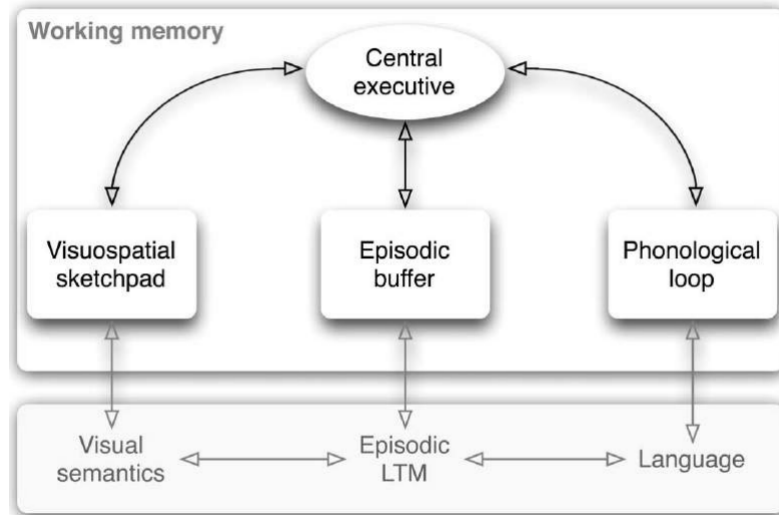 Working memory
Central
executive
Visuospatial
sketchpad
Episodic
buffer
Phonological
loop
Visual
semantics
Episodic
LTM
Language